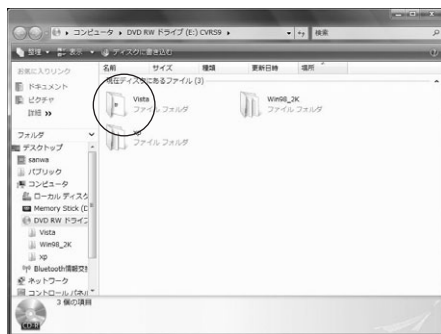 コンピュータ ▸ DVD RW ドライブ (E:) CVRS9 ▸
検索
整理 ▾ 表示 ▾ ディスクに書き込む
お気に入りリンク
ドキュメント
ピクチャ
詳細 »
フォルダ
デスクトップ
sanwa
パブリック
コンピュータ
ローカル ディスク
Memory Stick (D
DVD RW ドライブ
Vista
Win98_2K
xp
Bluetooth情報交
ネットワーク
コントロール パネル
名前 サイズ 種類 更新日時 場所
現在ディスクにあるファイル (3)
Vista
ファイル フォルダ
Win98_2K
ファイル フォルダ
xp
ファイル フォルダ
3 個の項目
CD-R